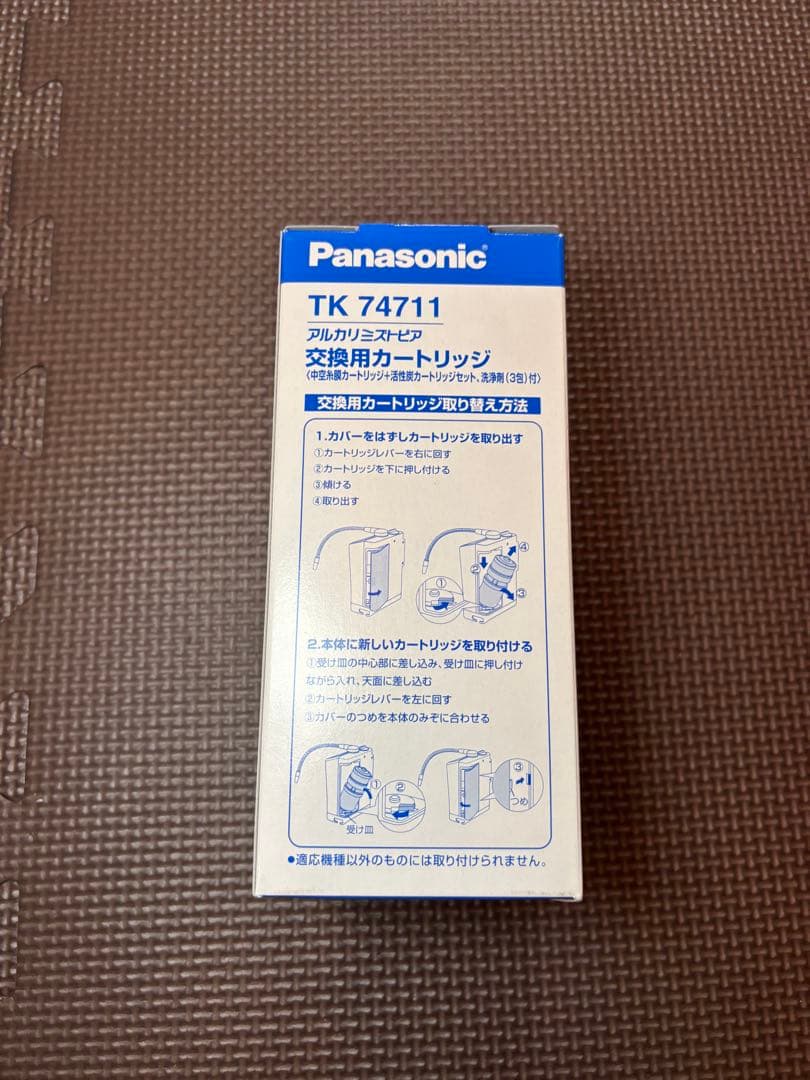 Panasonic®
TK 74711
アルカリミズトピア
交換用カートリッジ
〈中空糸膜カートリッジ+活性炭カートリッジセット、洗浄剤(3包)付〉
交換用カートリッジ取り替え方法
1.カバーをはずしカートリッジを取り出す
①カートリッジレバーを右に回す
②カートリッジを下に押し付ける
③傾ける
④取り出す
① ② ③ ④
2.本体に新しいカートリッジを取り付ける
①受け皿の中心部に差し込み、受け皿に押し付け
ながら入れ、天面に差し込む
②カートリッジレバーを左に回す
③カバーのつめを本体のみぞに合わせる
① ② ③
つめ
受け皿
●適応機種以外のものには取り付けられません。